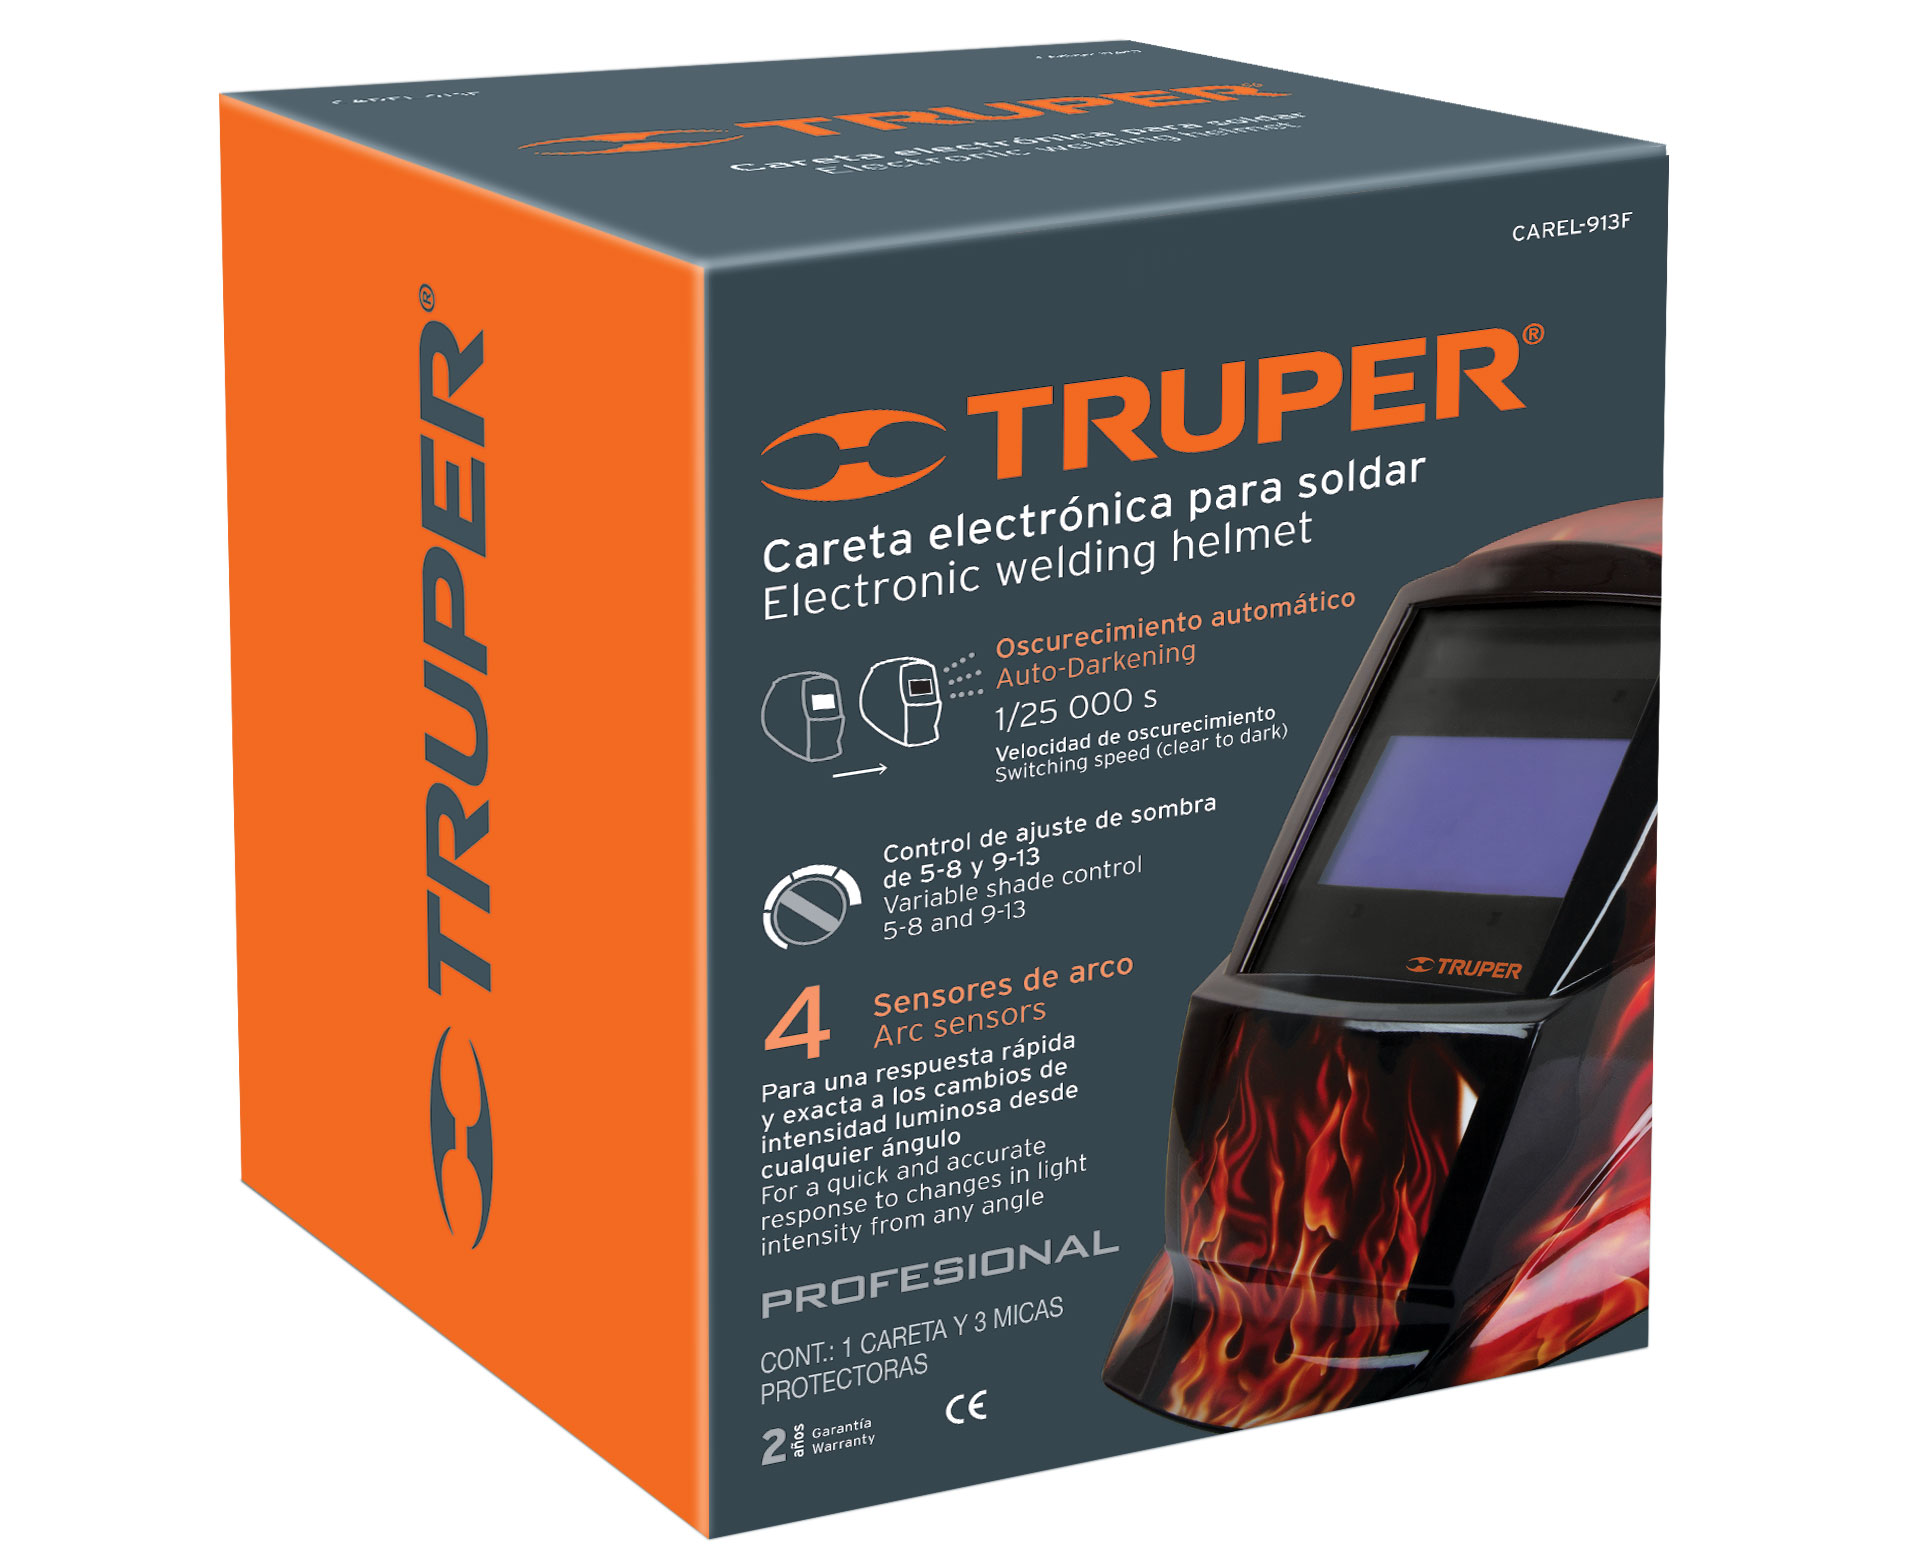 CAREL-913F
TRUPER®
Careta electrónica para soldar
Electronic welding helmet
TRUPER®
CAREL-913F
TRUPER®
Careta electrónica para soldar
Electronic welding helmet
Oscurecimiento automático
Auto-Darkening
1/25 000 s
Velocidad de oscurecimiento
Switching speed (clear to dark)
Control de ajuste de sombra
de 5-8 y 9-13
Variable shade control
5-8 and 9-13
4 Sensores de arco
Arc sensors
Para una respuesta rápida
y exacta a los cambios de
intensidad luminosa desde
cualquier ángulo
For a quick and accurate
response to changes in light
intensity from any angle
PROFESIONAL
CONT.: 1 CARETA Y 3 MICAS
PROTECTORAS
2 años Garantía
Warranty
CE
TRUPER